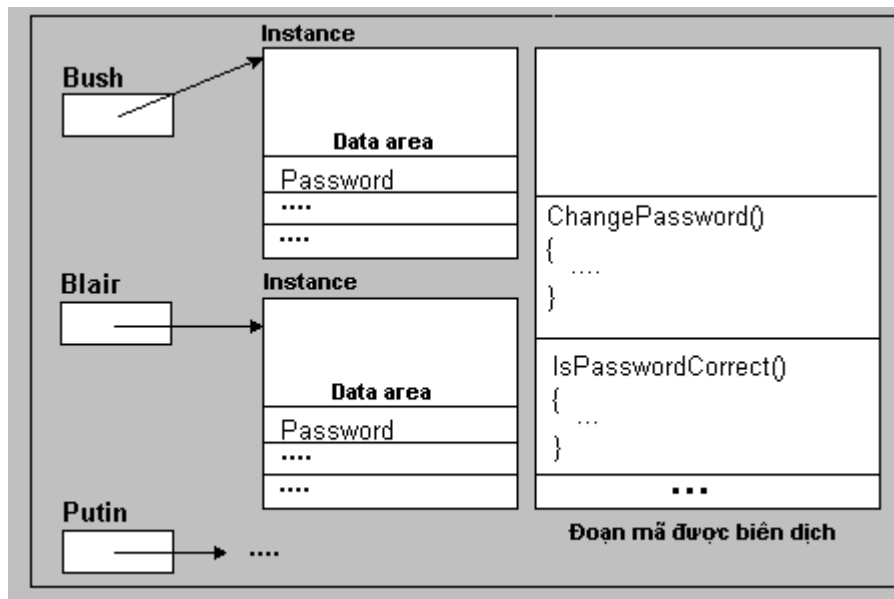 Instance
Bush
Data area
Password
....
....
ChangePassword()
{
....
}
Blair
Instance
Data area
Password
....
....
IsPasswordCorrect()
{
...
}
...
Putin
....
Đoạn mã được biên dịch